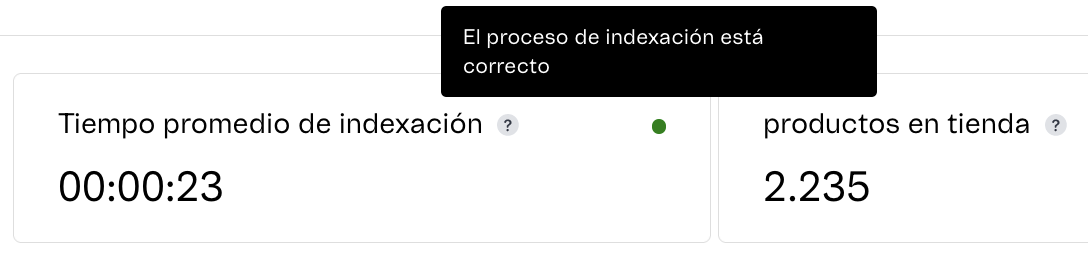 El proceso de indexación está
correcto
Tiempo promedio de indexación ?
00:00:23
productos en tienda ?
2.235